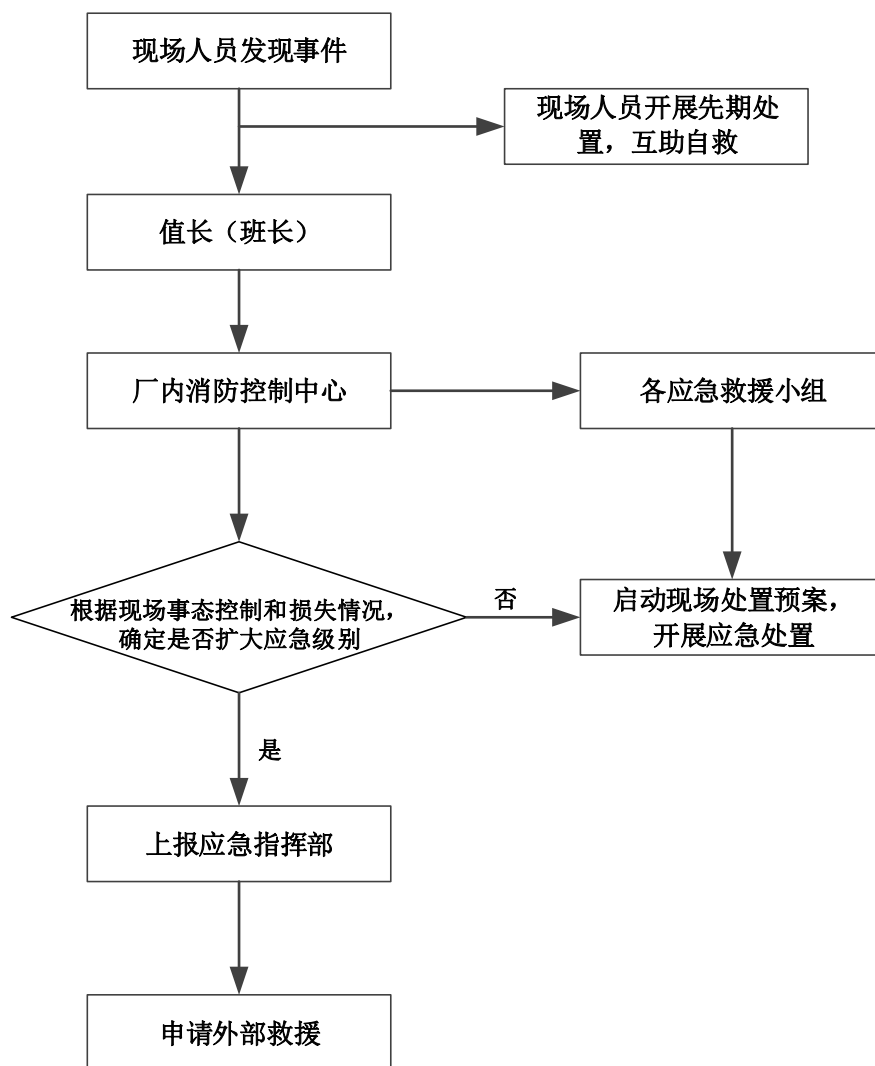 现场人员发现事件
现场人员开展先期处
置，互助自救
值长（班长）
厂内消防控制中心
各应急救援小组
根据现场事态控制和损失情况，
确定是否扩大应急级别
否
启动现场处置预案，
开展应急处置
是
上报应急指挥部
申请外部救援